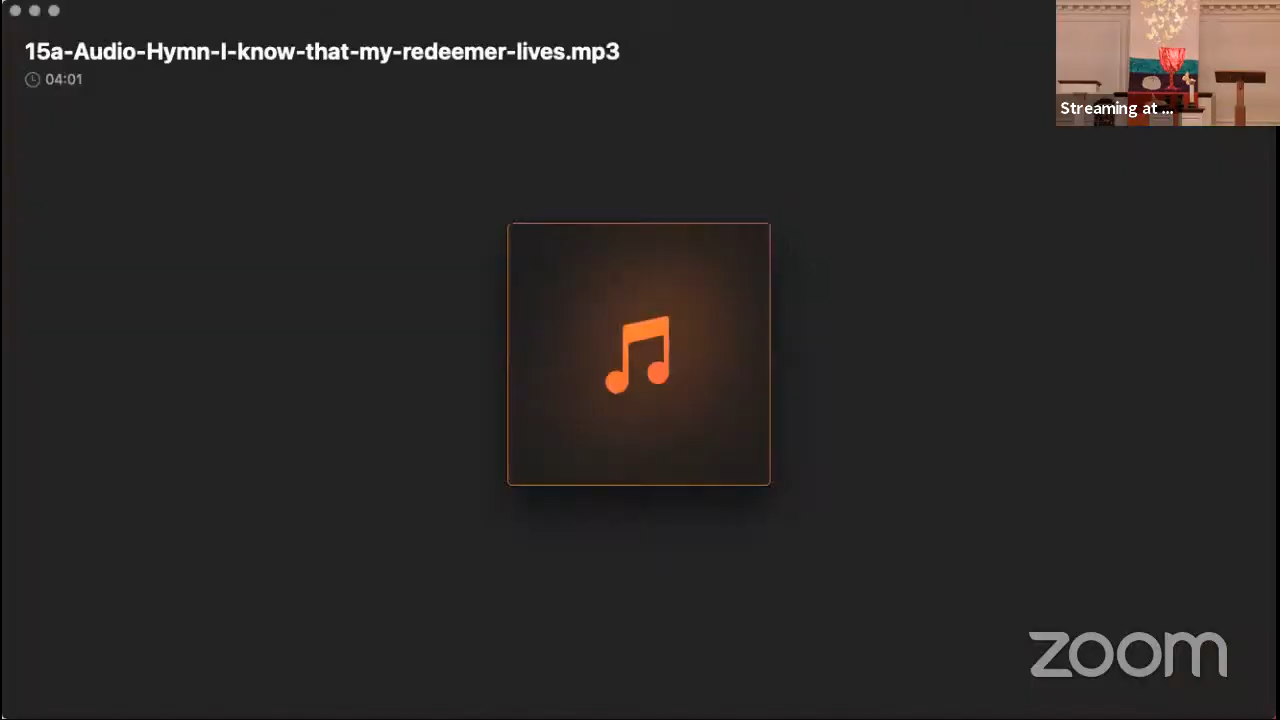 15a-Audio-Hymn-I-know-that-my-redeemer-lives.mp3
04:01
Streaming at ...
zoom